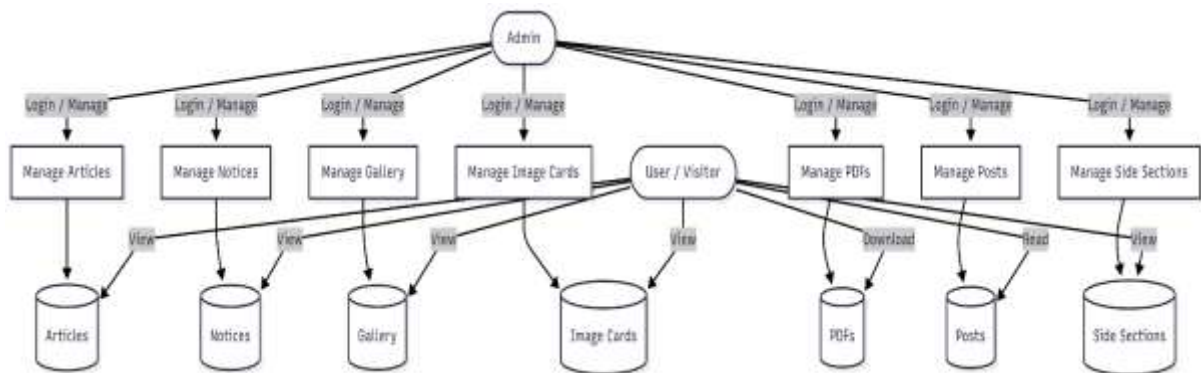 Admin
Login / Manage
Login / Manage
Login / Manage
Login / Manage
Login / Manage
Login / Manage
Login / Manage
Manage Articles
Manage Notices
Manage Gallery
Manage Image Cards
User / Visitor
Manage PDFs
Manage Posts
Manage Side Sections
View
View
View
View
Download
Read
View
Articles
Notices
Gallery
Image Cards
PDFs
Posts
Side Sections